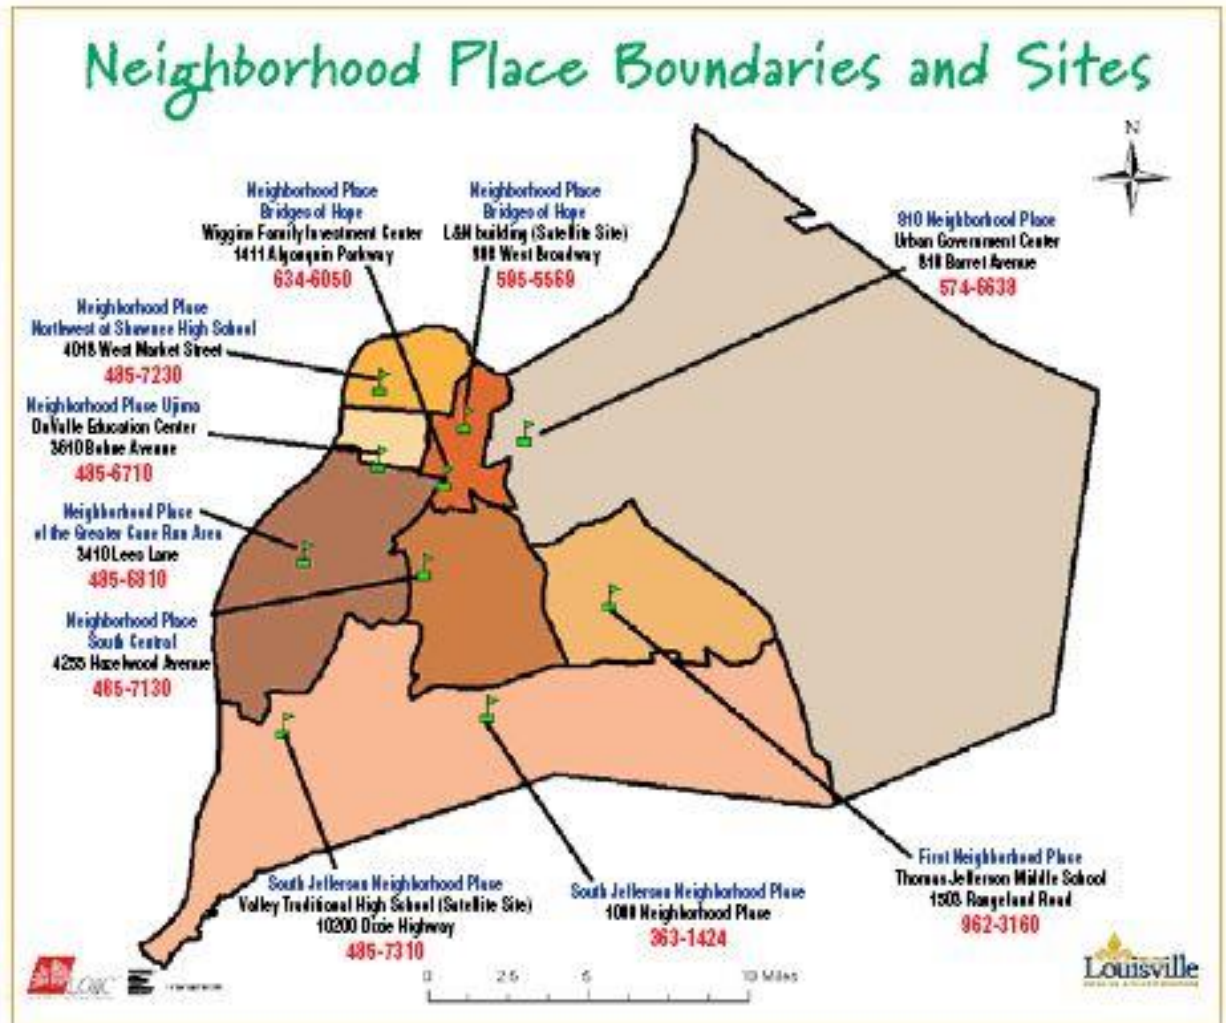 Neighborhood Place Boundaries and Sites
N
Neighborhood Place
Bridges of Hope
Wiggins Family Investment Center
1411 Algonquin Parkway
634-6050
Neighborhood Place
Bridges of Hope
L&N building (Satellite Site)
908 West Broadway
595-5569
810 Neighborhood Place
Urban Government Center
810 Barret Avenue
574-6638
Neighborhood Place
Northwest at Shawnee High School
4018 West Market Street
485-7230
Neighborhood Place Ujima
DuValle Education Center
3610 Bohne Avenue
485-6710
Neighborhood Place
of the Greater Cane Run Area
3410 Lees Lane
485-6810
Neighborhood Place
South Central
4255 Hazelwood Avenue
485-7130
South Jefferson Neighborhood Place
Valley Traditional High School (Satellite Site)
10200 Dixie Highway
485-7310
South Jefferson Neighborhood Place
1000 Neighborhood Place
363-1424
First Neighborhood Place
Thomas Jefferson Middle School
1503 Rangeland Road
962-3160
LOJIC
0 2.5 5 10 Miles
Louisville